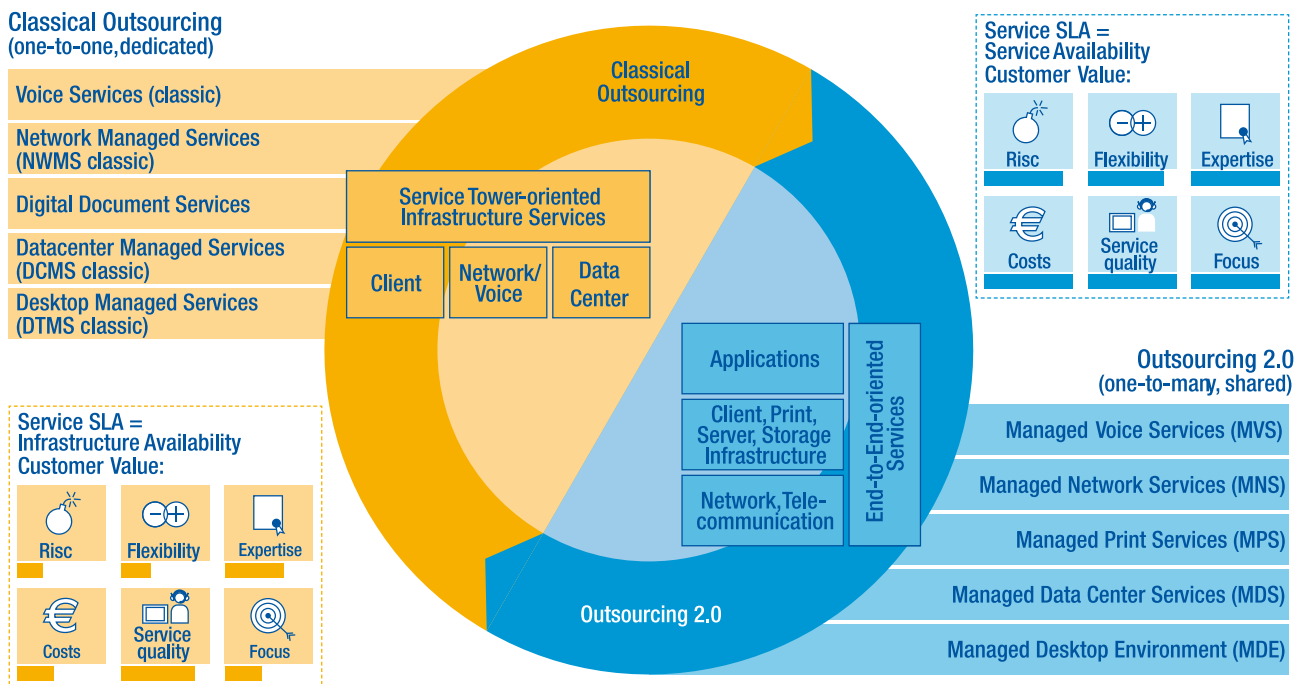 Classical Outsourcing
(one-to-one, dedicated)
Voice Services (classic)
Network Managed Services
(NWMS classic)
Digital Document Services
Datacenter Managed Services
(DCMS classic)
Desktop Managed Services
(DTMS classic)
Classical
Outsourcing
Service Tower-oriented
Infrastructure Services
Client
Network/
Voice
Data
Center
Service SLA =
Service Availability
Customer Value:
Risc
Flexibility
Expertise
Costs
Service
quality
Focus
Service SLA =
Infrastructure Availability
Customer Value:
Risc
Flexibility
Expertise
Costs
Service
quality
Focus
Applications
Client, Print,
Server, Storage
Infrastructure
Network, Tele-
communication
End-to-End-oriented
Services
Outsourcing 2.0
Outsourcing 2.0
(one-to-many, shared)
Managed Voice Services (MVS)
Managed Network Services (MNS)
Managed Print Services (MPS)
Managed Data Center Services (MDS)
Managed Desktop Environment (MDE)